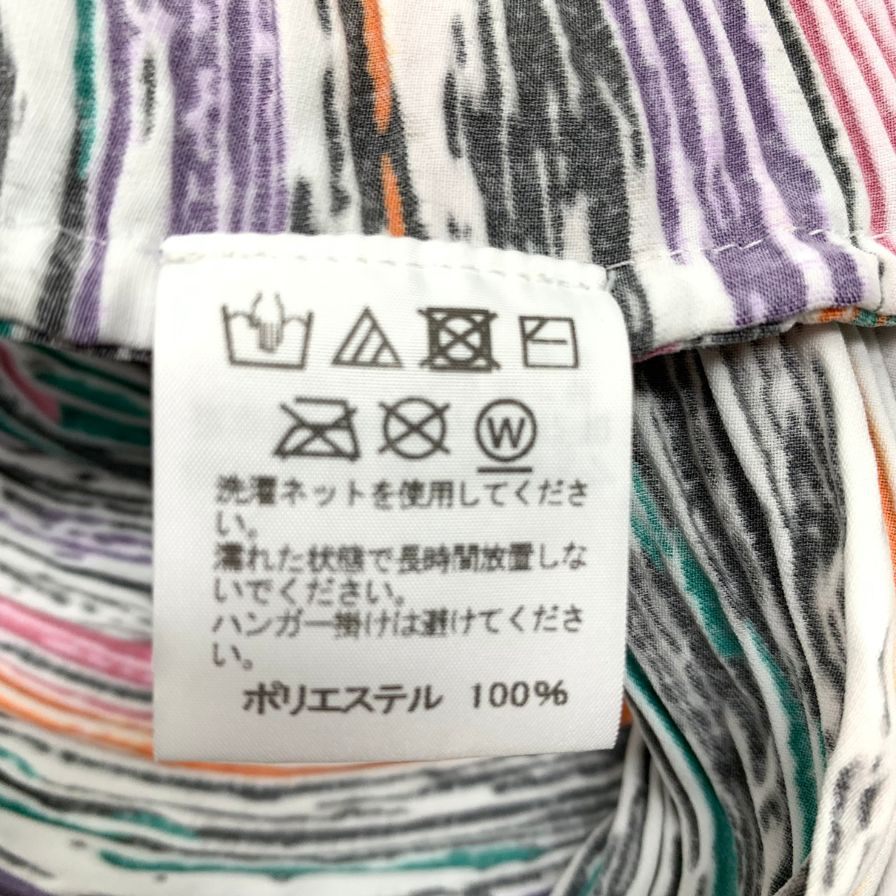 W
洗濯ネットを使用してくださ
い。
濡れた状態で長時間放置しな
いでください。
ハンガー掛けは避けてくださ
い。
ポリエステル 100%